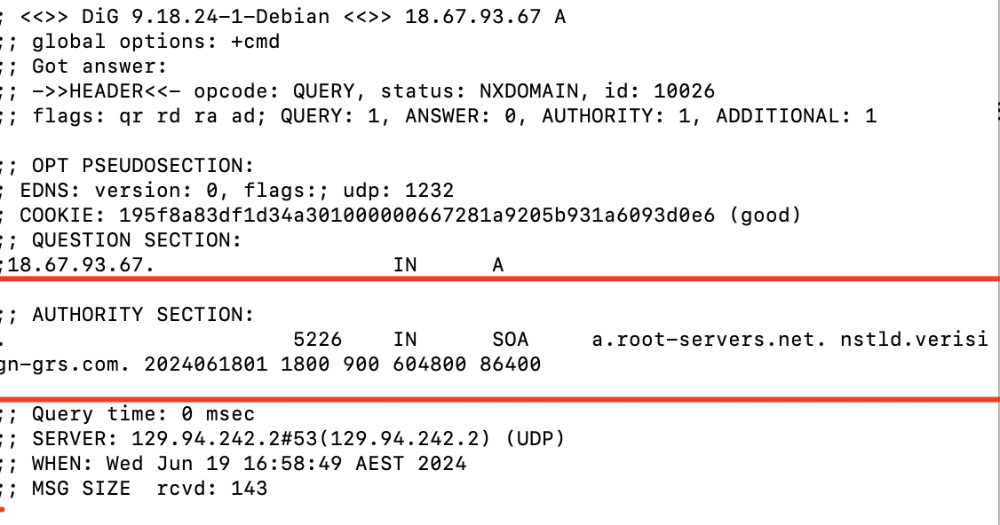 ; <<>> DiG 9.18.24-1-Debian <<>> 18.67.93.67 A
;; global options: +cmd
;; Got answer:
;; ->>HEADER<<- opcode: QUERY, status: NXDOMAIN, id: 10026
;; flags: qr rd ra ad; QUERY: 1, ANSWER: 0, AUTHORITY: 1, ADDITIONAL: 1
;; OPT PSEUDOSECTION:
; EDNS: version: 0, flags:; udp: 1232
; COOKIE: 195f8a83df1d34a301000000667281a9205b931a6093d0e6 (good)
;; QUESTION SECTION:
;18.67.93.67. IN A
;; AUTHORITY SECTION:
. 5226 IN SOA a.root-servers.net. nstld.verisi
gn-grs.com. 2024061801 1800 900 604800 86400
;; Query time: 0 msec
;; SERVER: 129.94.242.2#53(129.94.242.2) (UDP)
;; WHEN: Wed Jun 19 16:58:49 AEST 2024
;; MSG SIZE  rcvd: 143